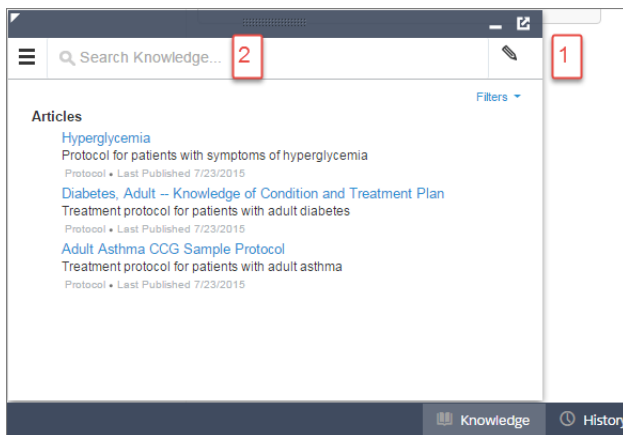 Search Knowledge...
2
1
Filters
Articles
Hyperglycemia
Protocol for patients with symptoms of hyperglycemia
Protocol • Last Published 7/23/2015
Diabetes, Adult -- Knowledge of Condition and Treatment Plan
Treatment protocol for patients with adult diabetes
Protocol • Last Published 7/23/2015
Adult Asthma CCG Sample Protocol
Treatment protocol for patients with adult asthma
Protocol • Last Published 7/23/2015
Knowledge
History